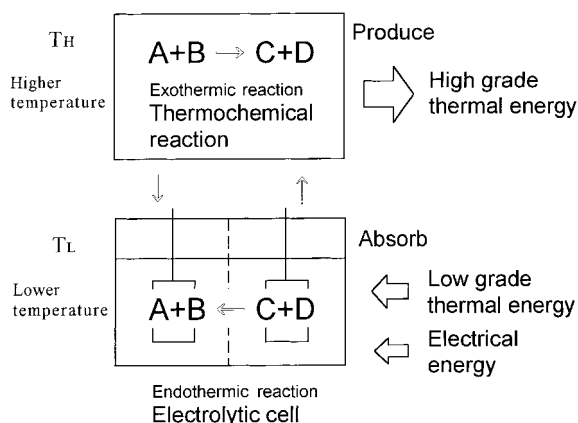 TH
Higher
temperature
A+B → C+D
Exothermic reaction
Thermochemical
reaction
Produce
High grade
thermal energy
TL
Lower
temperature
A+B ← C+D
Absorb
Low grade
thermal energy
Electrical
energy
Endothermic reaction
Electrolytic cell